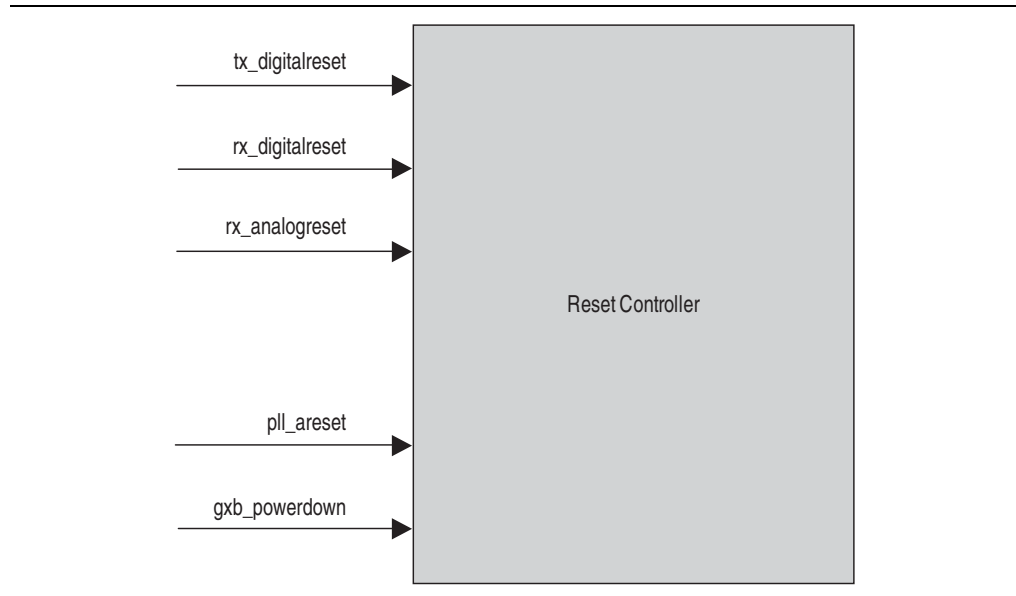 tx_digitalreset
rx_digitalreset
rx_analogreset
Reset Controller
pll_areset
gxb_powerdown